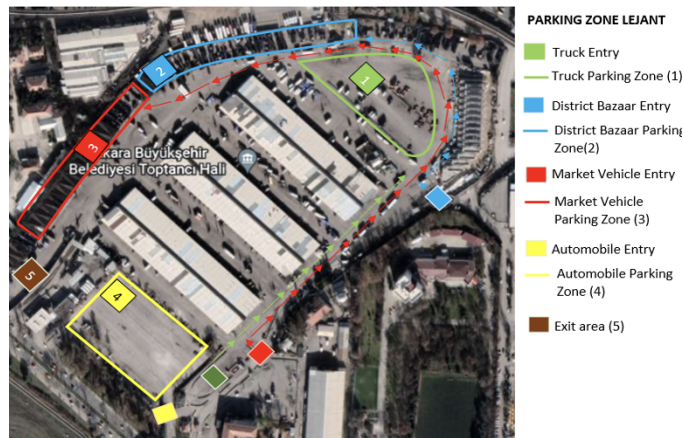 PARKING ZONE LEJANT
Truck Entry
Truck Parking Zone (1)
District Bazaar Entry
District Bazaar Parking
Zone(2)
Market Vehicle Entry
Market Vehicle
Parking Zone (3)
Automobile Entry
Automobile Parking
Zone (4)
Exit area (5)
1
2
3
kara Büyükşehir
Belediyesi Toptancı Hali
5
4